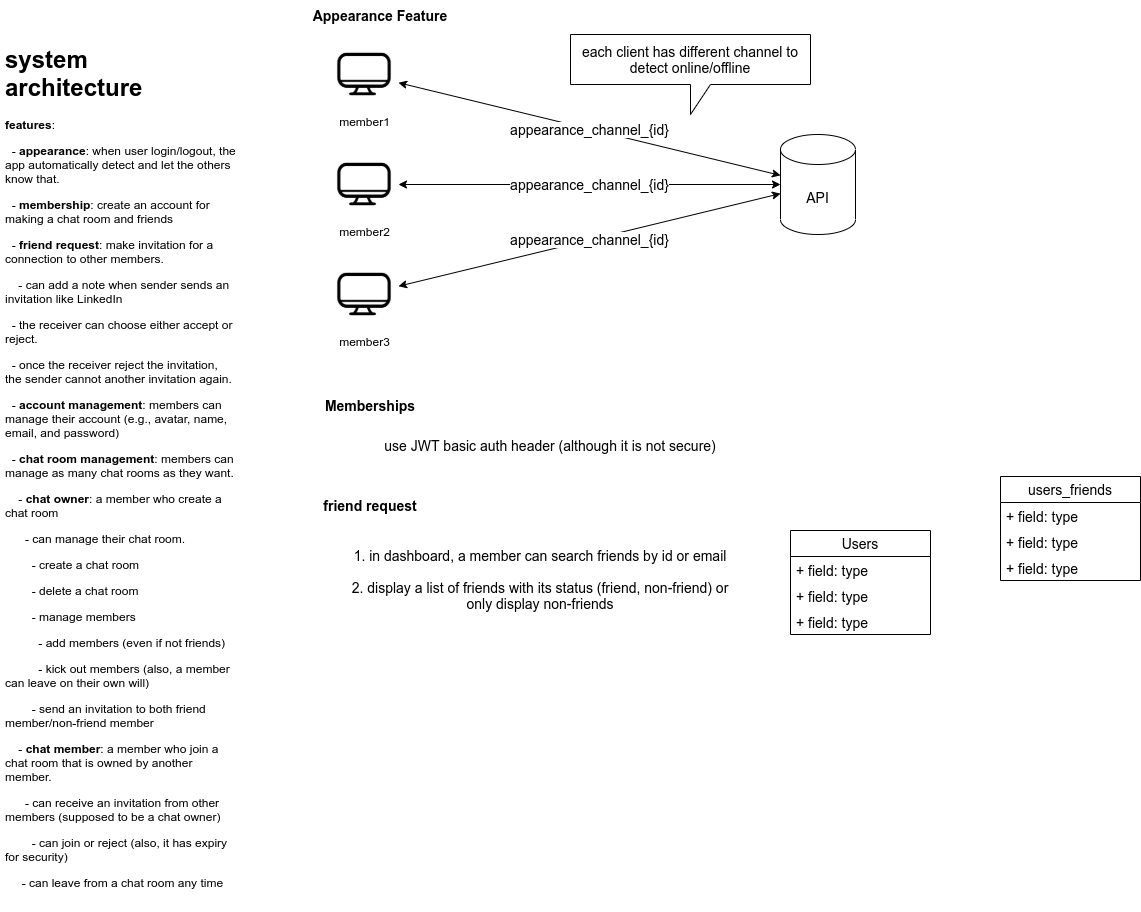 system
architecture
features:
- appearance: when user login/logout, the
app automatically detect and let the others
know that.
- membership: create an account for
making a chat room and friends
- friend request: make invitation for a
connection to other members.
- can add a note when sender sends an
invitation like LinkedIn
- the receiver can choose either accept or
reject.
- once the receiver reject the invitation,
the sender cannot another invitation again.
- account management: members can
manage their account (e.g., avatar, name,
email, and password)
- chat room management: members can
manage as many chat rooms as they want.
- chat owner: a member who create a
chat room
- can manage their chat room.
- create a chat room
- delete a chat room
- manage members
- add members (even if not friends)
- kick out members (also, a member
can leave on their own will)
- send an invitation to both friend
member/non-friend member
- chat member: a member who join a
chat room that is owned by another
member.
- can receive an invitation from other
members (supposed to be a chat owner)
- can join or reject (also, it has expiry
for security)
- can leave from a chat room any time
Appearance Feature
each client has different channel to
detect online/offline
member1
appearance_channel_{id}
member2
appearance_channel_{id}
API
member3
appearance_channel_{id}
Memberships
use JWT basic auth header (although it is not secure)
friend request
1. in dashboard, a member can search friends by id or email
2. display a list of friends with its status (friend, non-friend) or
only display non-friends
Users
+ field: type
+ field: type
+ field: type
users_friends
+ field: type
+ field: type
+ field: type